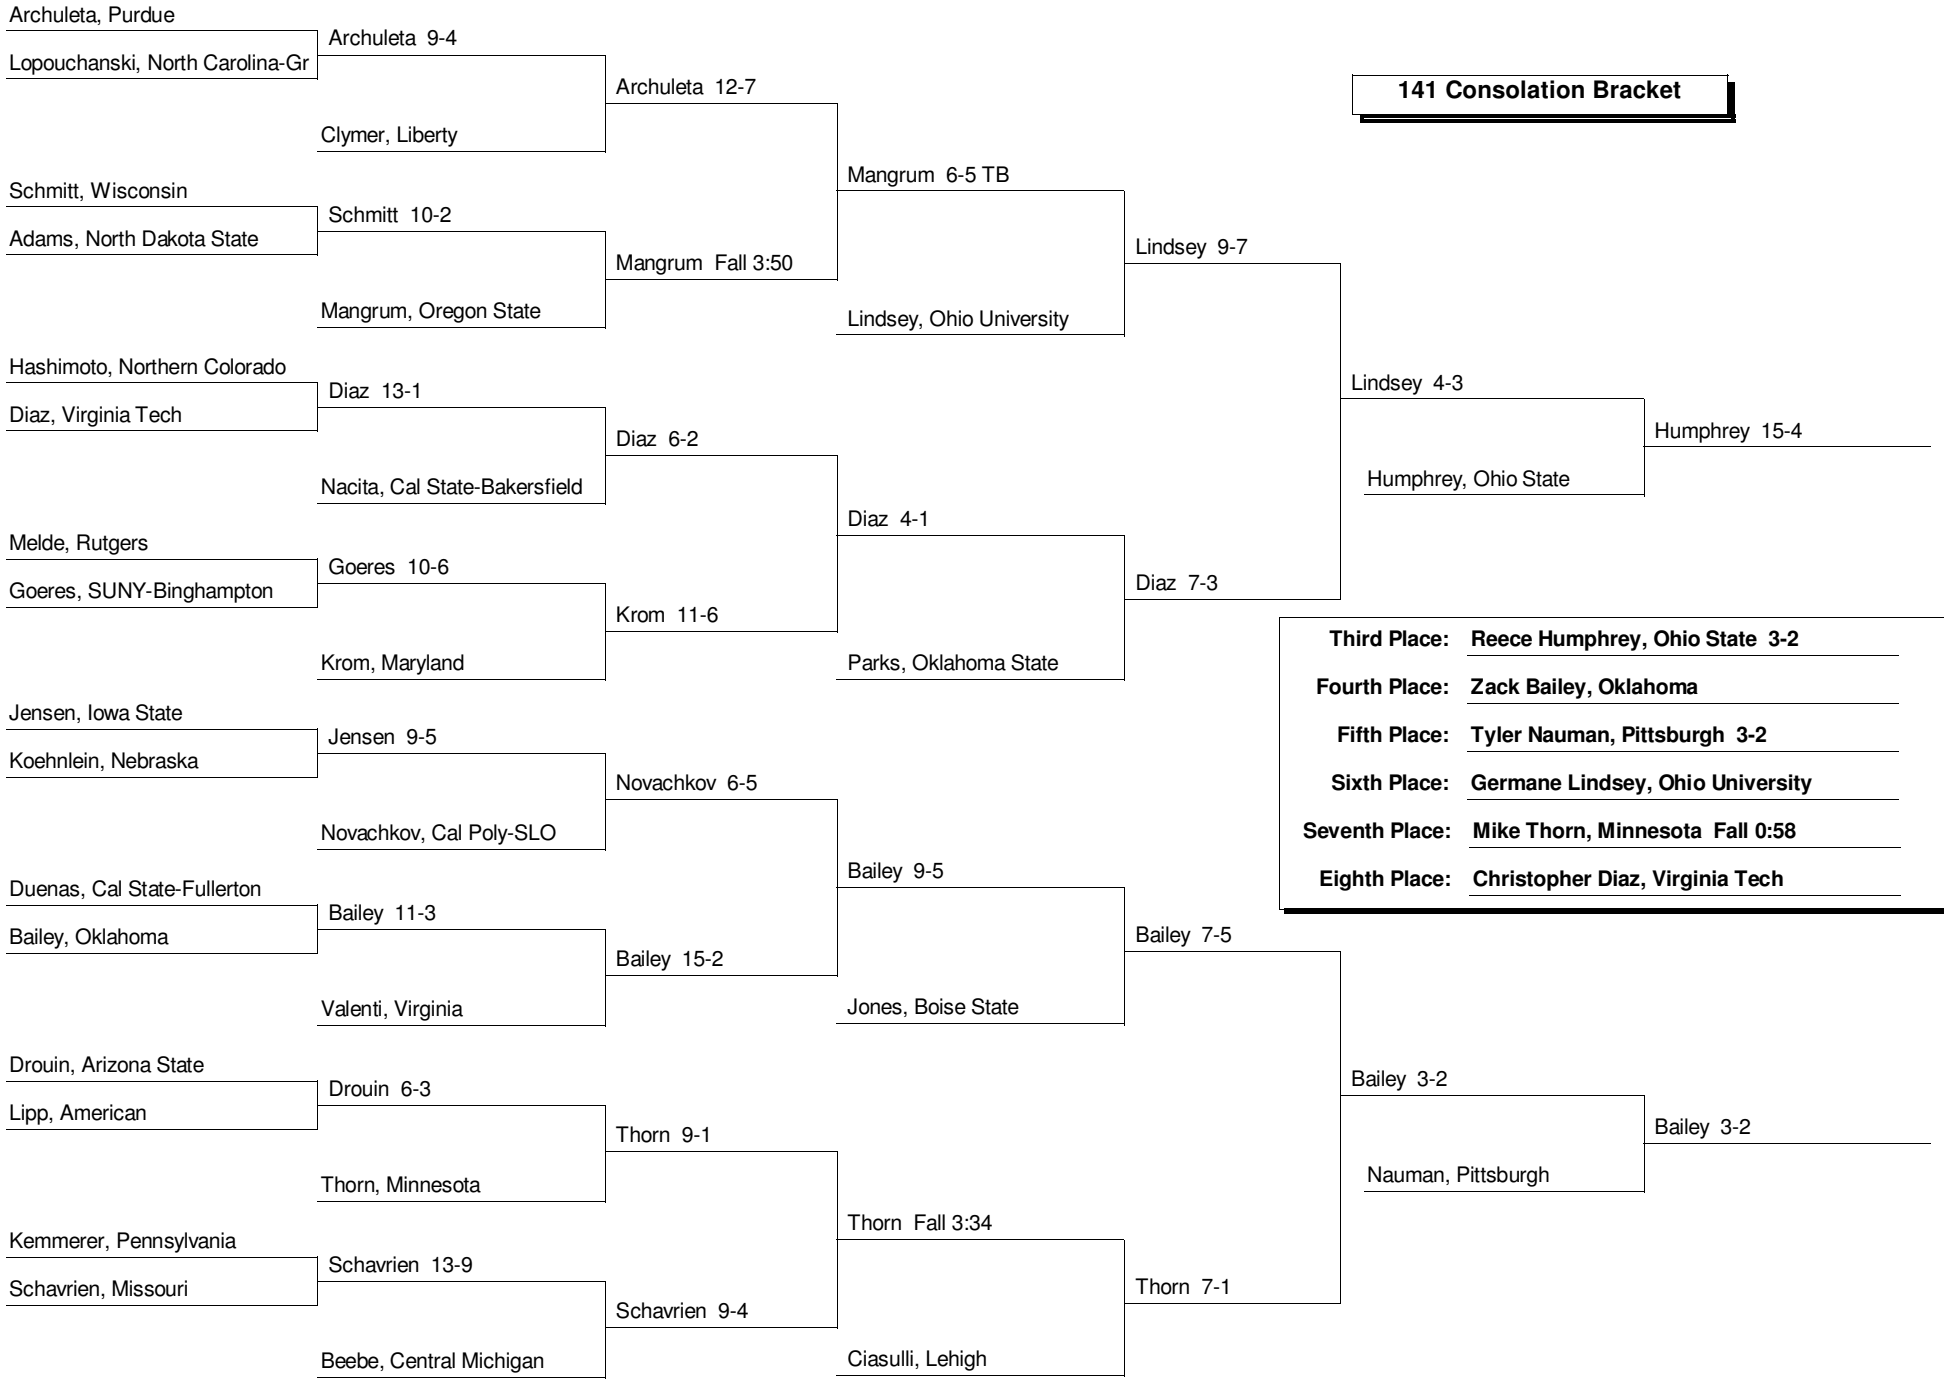 Archuleta, Purdue
Lopouchanski, North Carolina-Gr
Archuleta 9-4
Clymer, Liberty
Archuleta 12-7
141 Consolation Bracket
Schmitt, Wisconsin
Adams, North Dakota State
Schmitt 10-2
Mangrum, Oregon State
Mangrum Fall 3:50
Mangrum 6-5 TB
Lindsey, Ohio University
Lindsey 9-7
Hashimoto, Northern Colorado
Diaz, Virginia Tech
Diaz 13-1
Nacita, Cal State-Bakersfield
Diaz 6-2
Melde, Rutgers
Goeres, SUNY-Binghampton
Goeres 10-6
Krom, Maryland
Krom 11-6
Diaz 4-1
Parks, Oklahoma State
Diaz 7-3
Lindsey 4-3
Humphrey, Ohio State
Humphrey 15-4
Third Place: Reece Humphrey, Ohio State 3-2
Fourth Place: Zack Bailey, Oklahoma
Fifth Place: Tyler Nauman, Pittsburgh 3-2
Sixth Place: Germane Lindsey, Ohio University
Seventh Place: Mike Thorn, Minnesota Fall 0:58
Eighth Place: Christopher Diaz, Virginia Tech
Jensen, Iowa State
Koehnlein, Nebraska
Jensen 9-5
Novachkov, Cal Poly-SLO
Novachkov 6-5
Duenas, Cal State-Fullerton
Bailey, Oklahoma
Bailey 11-3
Valenti, Virginia
Bailey 15-2
Bailey 9-5
Jones, Boise State
Bailey 7-5
Drouin, Arizona State
Lipp, American
Drouin 6-3
Thorn, Minnesota
Thorn 9-1
Kemmerer, Pennsylvania
Schavrien, Missouri
Schavrien 13-9
Beebe, Central Michigan
Schavrien 9-4
Thorn Fall 3:34
Ciasulli, Lehigh
Thorn 7-1
Bailey 3-2
Nauman, Pittsburgh
Bailey 3-2